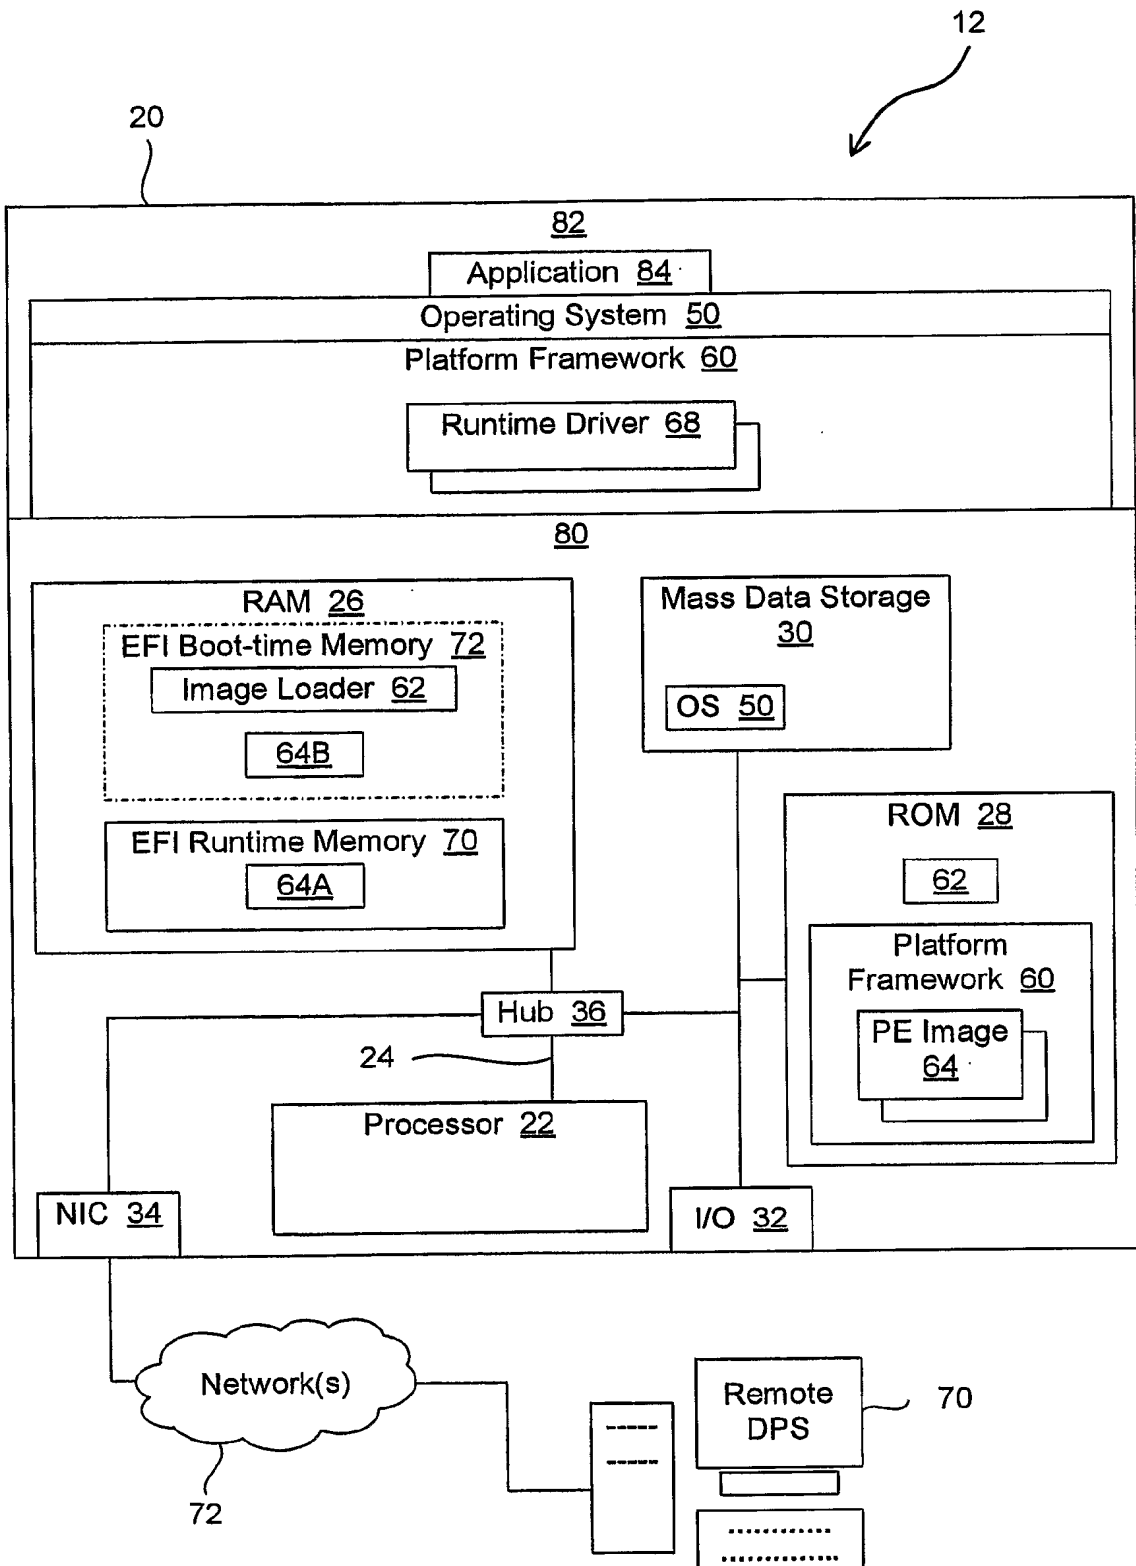 12
20
82
Application 84
Operating System 50
Platform Framework 60
Runtime Driver 68
80
RAM 26
EFI Boot-time Memory 72
Image Loader 62
64B
EFI Runtime Memory 70
64A
Mass Data Storage
30
OS 50
ROM 28
62
Platform
Framework 60
PE Image
64
Hub 36
24
Processor 22
NIC 34
I/O 32
Network(s)
72
Remote
DPS
70